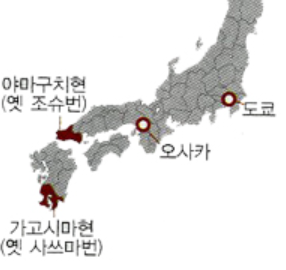 야마구치현
(옛 조슈번)
도쿄
오사카
가고시마현
(옛 사쓰마번)